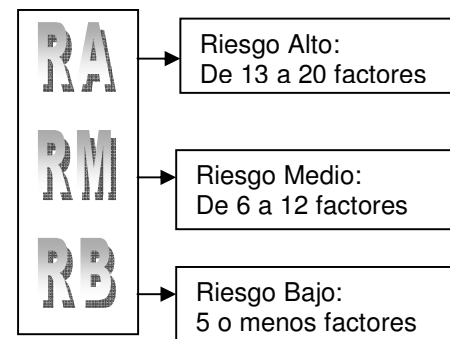 RA
Riesgo Alto:
De 13 a 20 factores
RM
Riesgo Medio:
De 6 a 12 factores
RB
Riesgo Bajo:
5 o menos factores